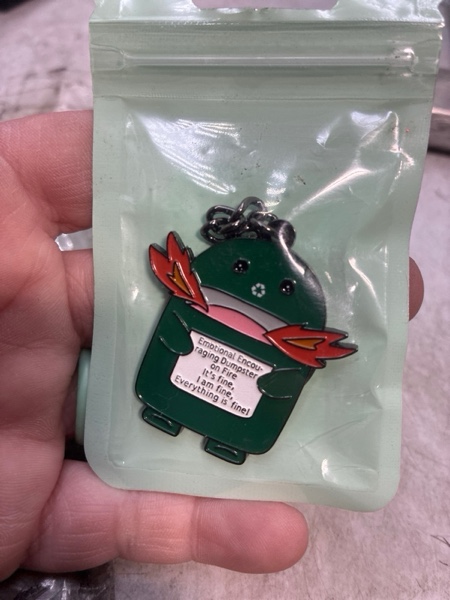 Emotional Encou-
raging Dumpster
on Fire
It's fine,
I am fine,
Everything is fine!